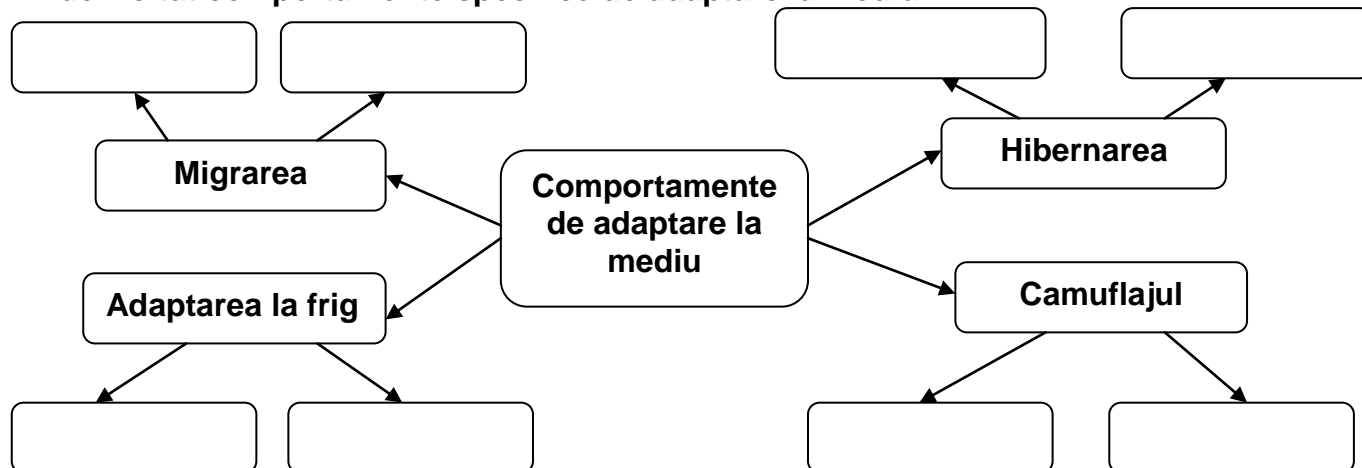 Migrarea
Hibernarea
Comportamente
de adaptare la
mediu
Adaptarea la frig
Camuflajul